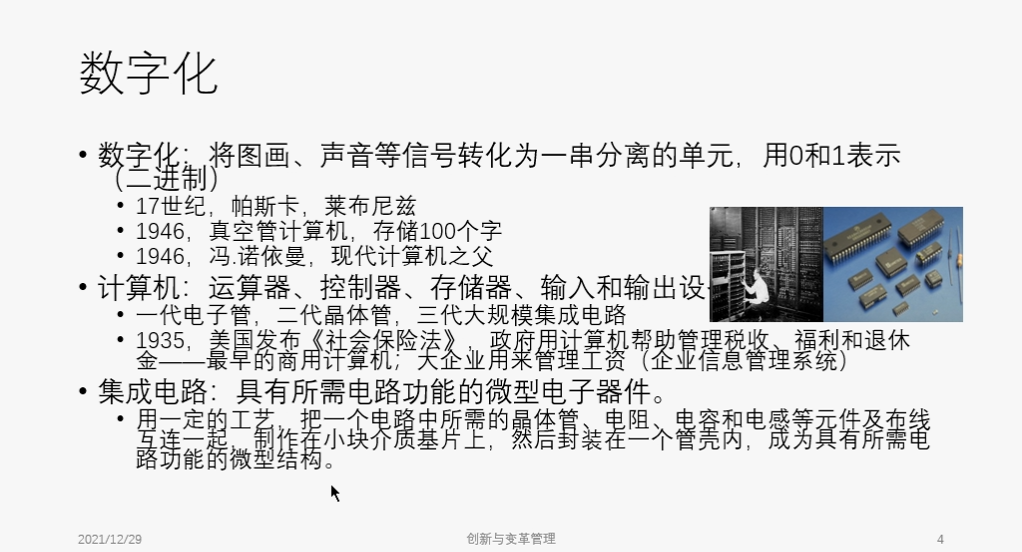 数字化
• 数字化：将图画、声音等信号转化为一串分离的单元，用0和1表示
（二进制）
• 17世纪，帕斯卡，莱布尼兹
• 1946，真空管计算机，存储100个字
• 1946，冯.诺依曼，现代计算机之父
• 计算机：运算器、控制器、存储器、输入和输出设
• 一代电子管，二代晶体管，三代大规模集成电路
• 1935，美国发布《社会保险法》，政府用计算机帮助管理税收、福利和退休
金——最早的商用计算机；大企业用来管理工资（企业信息管理系统）
• 集成电路：具有所需电路功能的微型电子器件。
• 用一定的工艺，把一个电路中所需的晶体管、电阻、电容和电感等元件及布线
互连一起，制作在小块介质基片上，然后封装在一个管壳内，成为具有所需电
路功能的微型结构。
2021/12/29
创新与变革管理
4